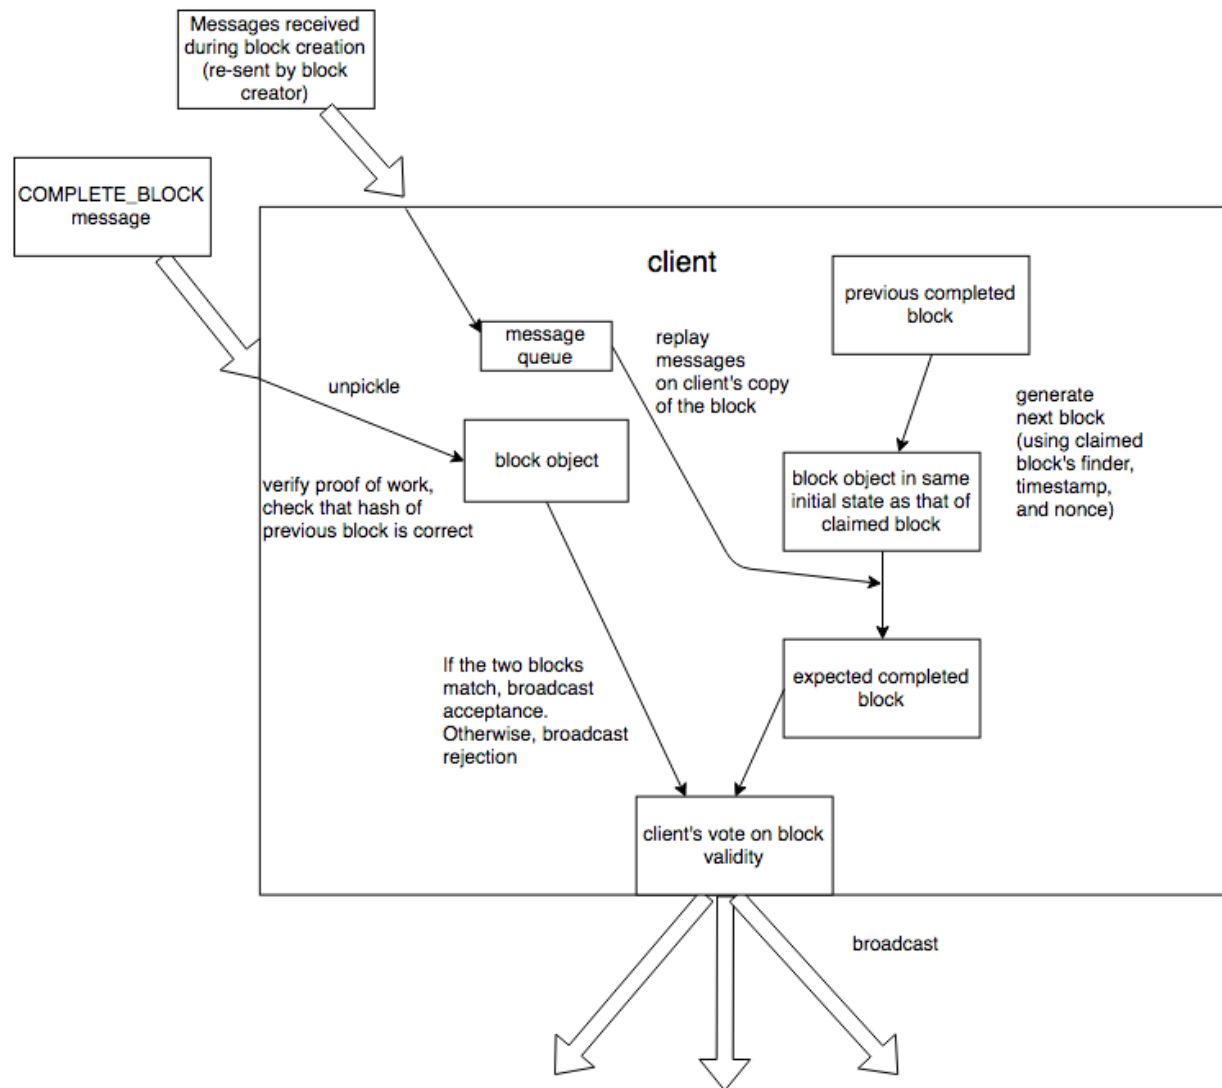 Messages received
during block creation
(re-sent by block
creator)
COMPLETE_BLOCK
message
client
previous completed
block
message
queue
replay
messages
on client's copy
of the block
unpickle
generate
next block
(using claimed
block's finder,
timestamp,
and nonce)
block object
block object in same
initial state as that of
claimed block
verify proof of work,
check that hash of
previous block is correct
If the two blocks
match, broadcast
acceptance.
Otherwise, broadcast
rejection
expected completed
block
client's vote on block
validity
broadcast